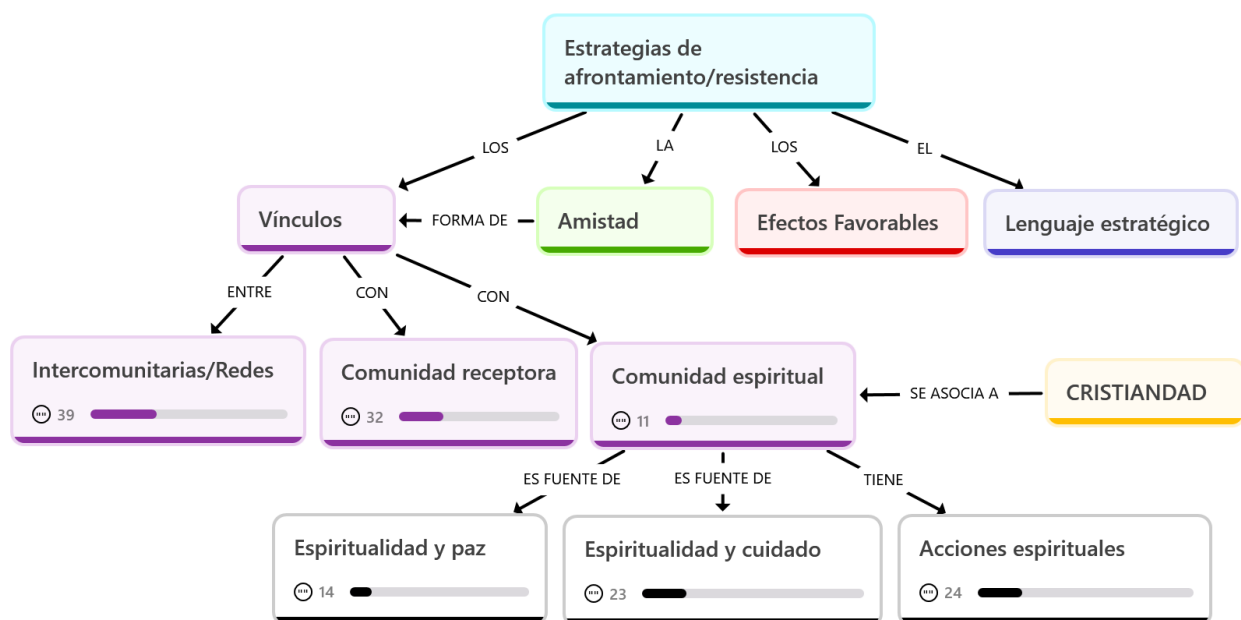 Estrategias de
afrontamiento/resistencia
LOS
LA
LOS
EL
Vínculos
FORMA DE
Amistad
Efectos Favorables
Lenguaje estratégico
ENTRE
CON
CON
Intercomunitarias/Redes
39
Comunidad receptora
32
Comunidad espiritual
11
SE ASOCIA A
CRISTIANDAD
ES FUENTE DE
ES FUENTE DE
TIENE
Espiritualidad y paz
14
Espiritualidad y cuidado
23
Acciones espirituales
24